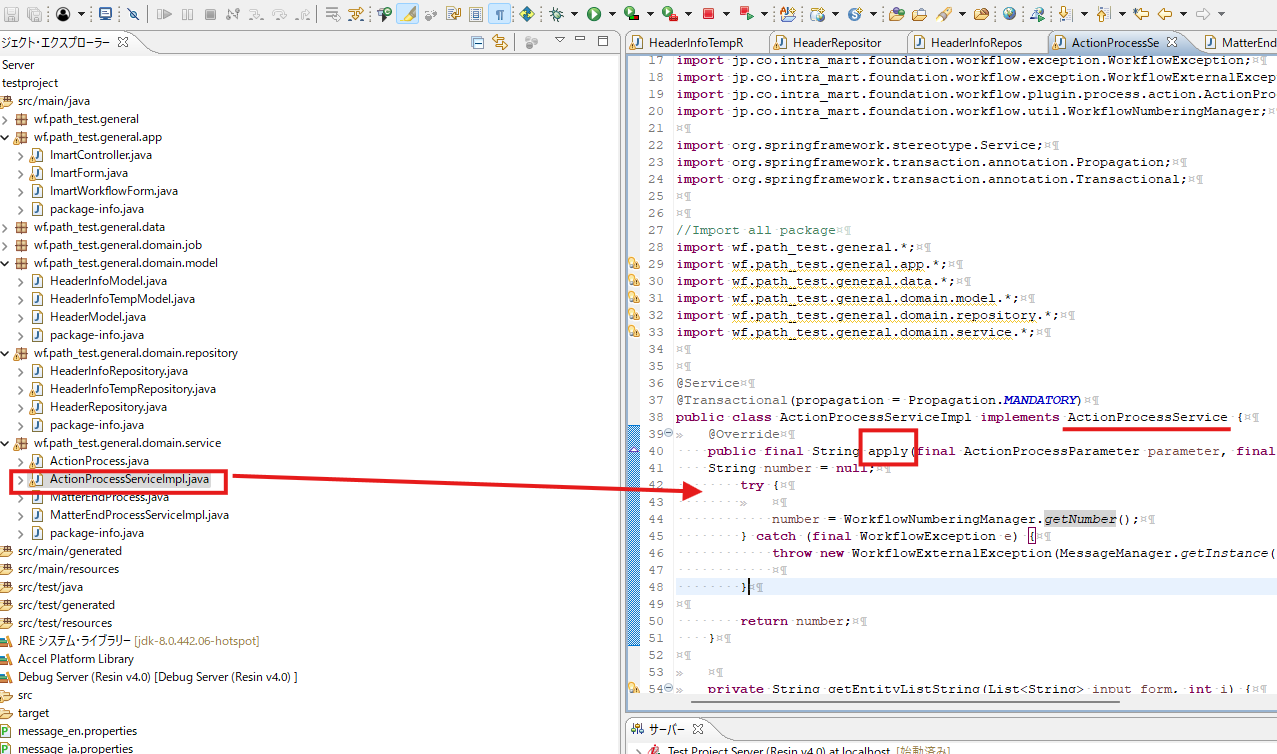 ジェクト・エクスプローラー
Server
testproject
src/main/java
wf.path_test.general
wf.path_test.general.app
ImartController.java
ImartForm.java
ImartWorkflowForm.java
package-info.java
wf.path_test.general.data
wf.path_test.general.domain.job
wf.path_test.general.domain.model
HeaderInfoModel.java
HeaderInfoTempModel.java
HeaderModel.java
package-info.java
wf.path_test.general.domain.repository
HeaderInfoRepository.java
HeaderInfoTempRepository.java
HeaderRepository.java
package-info.java
wf.path_test.general.domain.service
ActionProcess.java
ActionProcessServiceImpl.java
MatterEndProcess.java
MatterEndProcessServiceImpl.java
package-info.java
src/main/generated
src/main/resources
src/test/java
src/test/generated
src/test/resources
JRE システム・ライブラリー [jdk-8.0.442.06-hotspot]
Accel Platform Library
Debug Server (Resin v4.0) [Debug Server (Resin v4.0) ]
src
target
message_en.properties
message_ja.properties
HeaderInfoTempR
HeaderRepositor
HeaderInfoRepos
ActionProcessSe
MatterEnd
17 import jp.co.intra_mart.foundation.workflow.exception.WorkflowException;
18 import jp.co.intra_mart.foundation.workflow.exception.WorkflowExternalExcep
19 import jp.co.intra_mart.foundation.workflow.plugin.process.action.ActionPro
20 import jp.co.intra_mart.foundation.workflow.util.WorkflowNumberingManager;
21
22 import org.springframework.stereotype.Service;
23 import org.springframework.transaction.annotation.Propagation;
24 import org.springframework.transaction.annotation.Transactional;
25
26
27 //Import all package
28 import wf.path_test.general.*;
29 import wf.path_test.general.app.*;
30 import wf.path_test.general.data.*;
31 import wf.path_test.general.domain.model.*;
32 import wf.path_test.general.domain.repository.*;
33 import wf.path_test.general.domain.service.*;
34
35
36 @Service
37 @Transactional(propagation = Propagation.MANDATORY)
38 public class ActionProcessServiceImpl implements ActionProcessService {
39 @Override
40 public final String apply(final ActionProcessParameter parameter, final
41 String number = null;
42 try {
43
44 number = WorkflowNumberingManager.getNumber();
45 } catch (final WorkflowException e) {
46 throw new WorkflowExternalException(MessageManager.getInstance(
47
48 }
49
50 return number;
51 }
52
53
54 private String getEntityListString(List<String> input_form, int i) {
サーバー
Test Project Server (Resin v4.0) at localhost [始動済み]